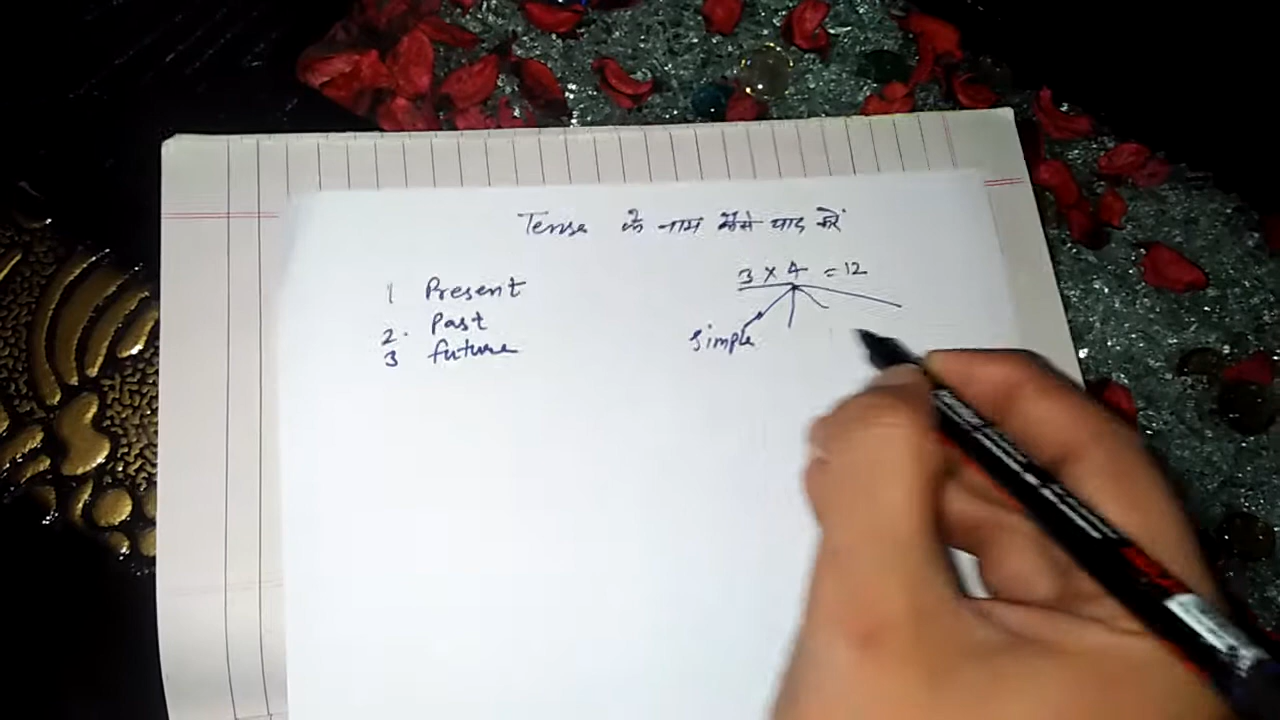 Tense के नाम कैसे याद करें
1 Present
2. Past
3 future
3 x 4 = 12
Simple